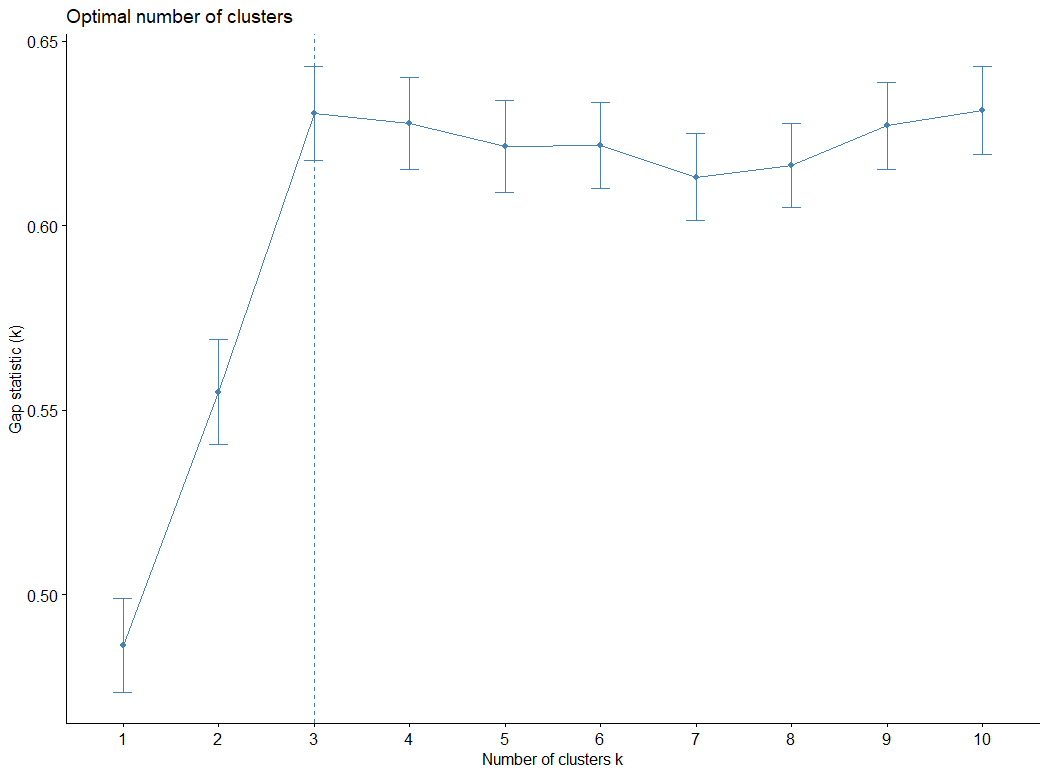 Optimal number of clusters
Gap statistic (k)
0.65
0.60
0.55
0.50
1 2 3 4 5 6 7 8 9 10
Number of clusters k